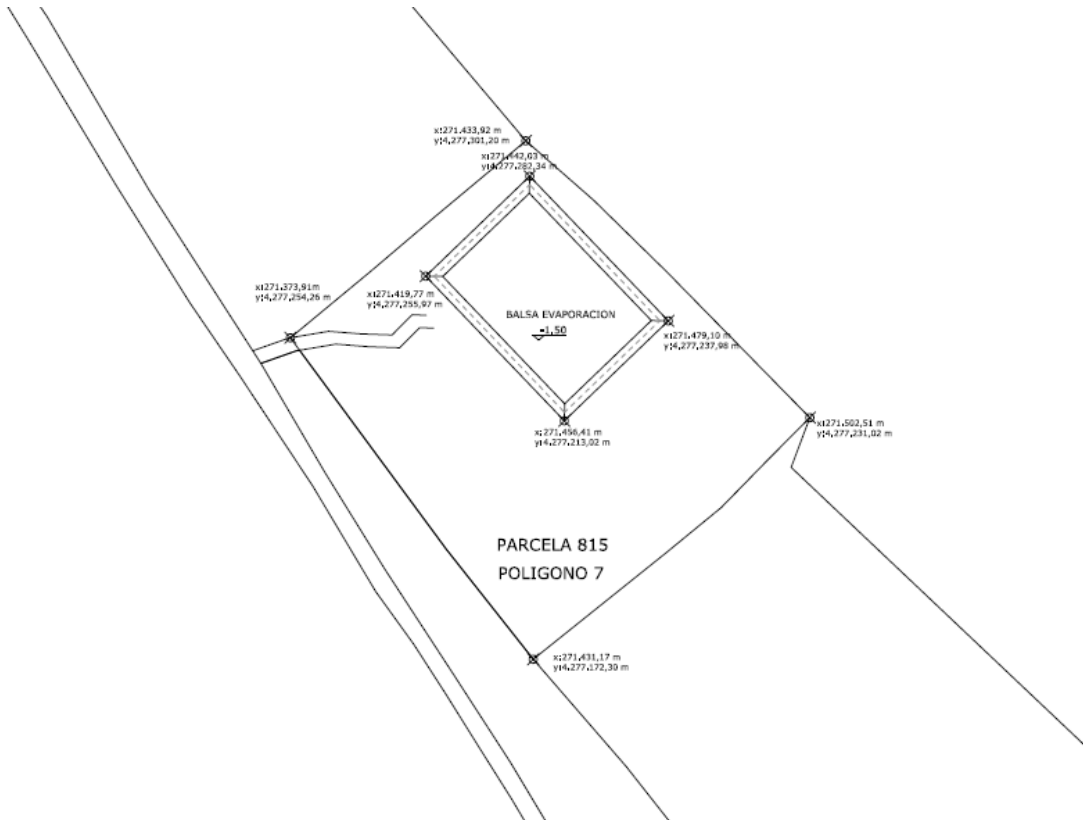 x:271.433,92 m
y:4.277.301,20 m
x:271.442,03 m
y:4.277.282,34 m
x:271.373,91m
y:4.277.254,26 m
x:271.419,77 m
y:4.277.255,97 m
BALSA EVAPORACION
-1,50
x:271.479,10 m
y:4.277.237,98 m
x:271.502,51 m
y:4.277.231,02 m
x:271.456,41 m
y:4.277.213,02 m
PARCELA 815
POLIGONO 7
x:271.431,17 m
y:4.277.172,30 m